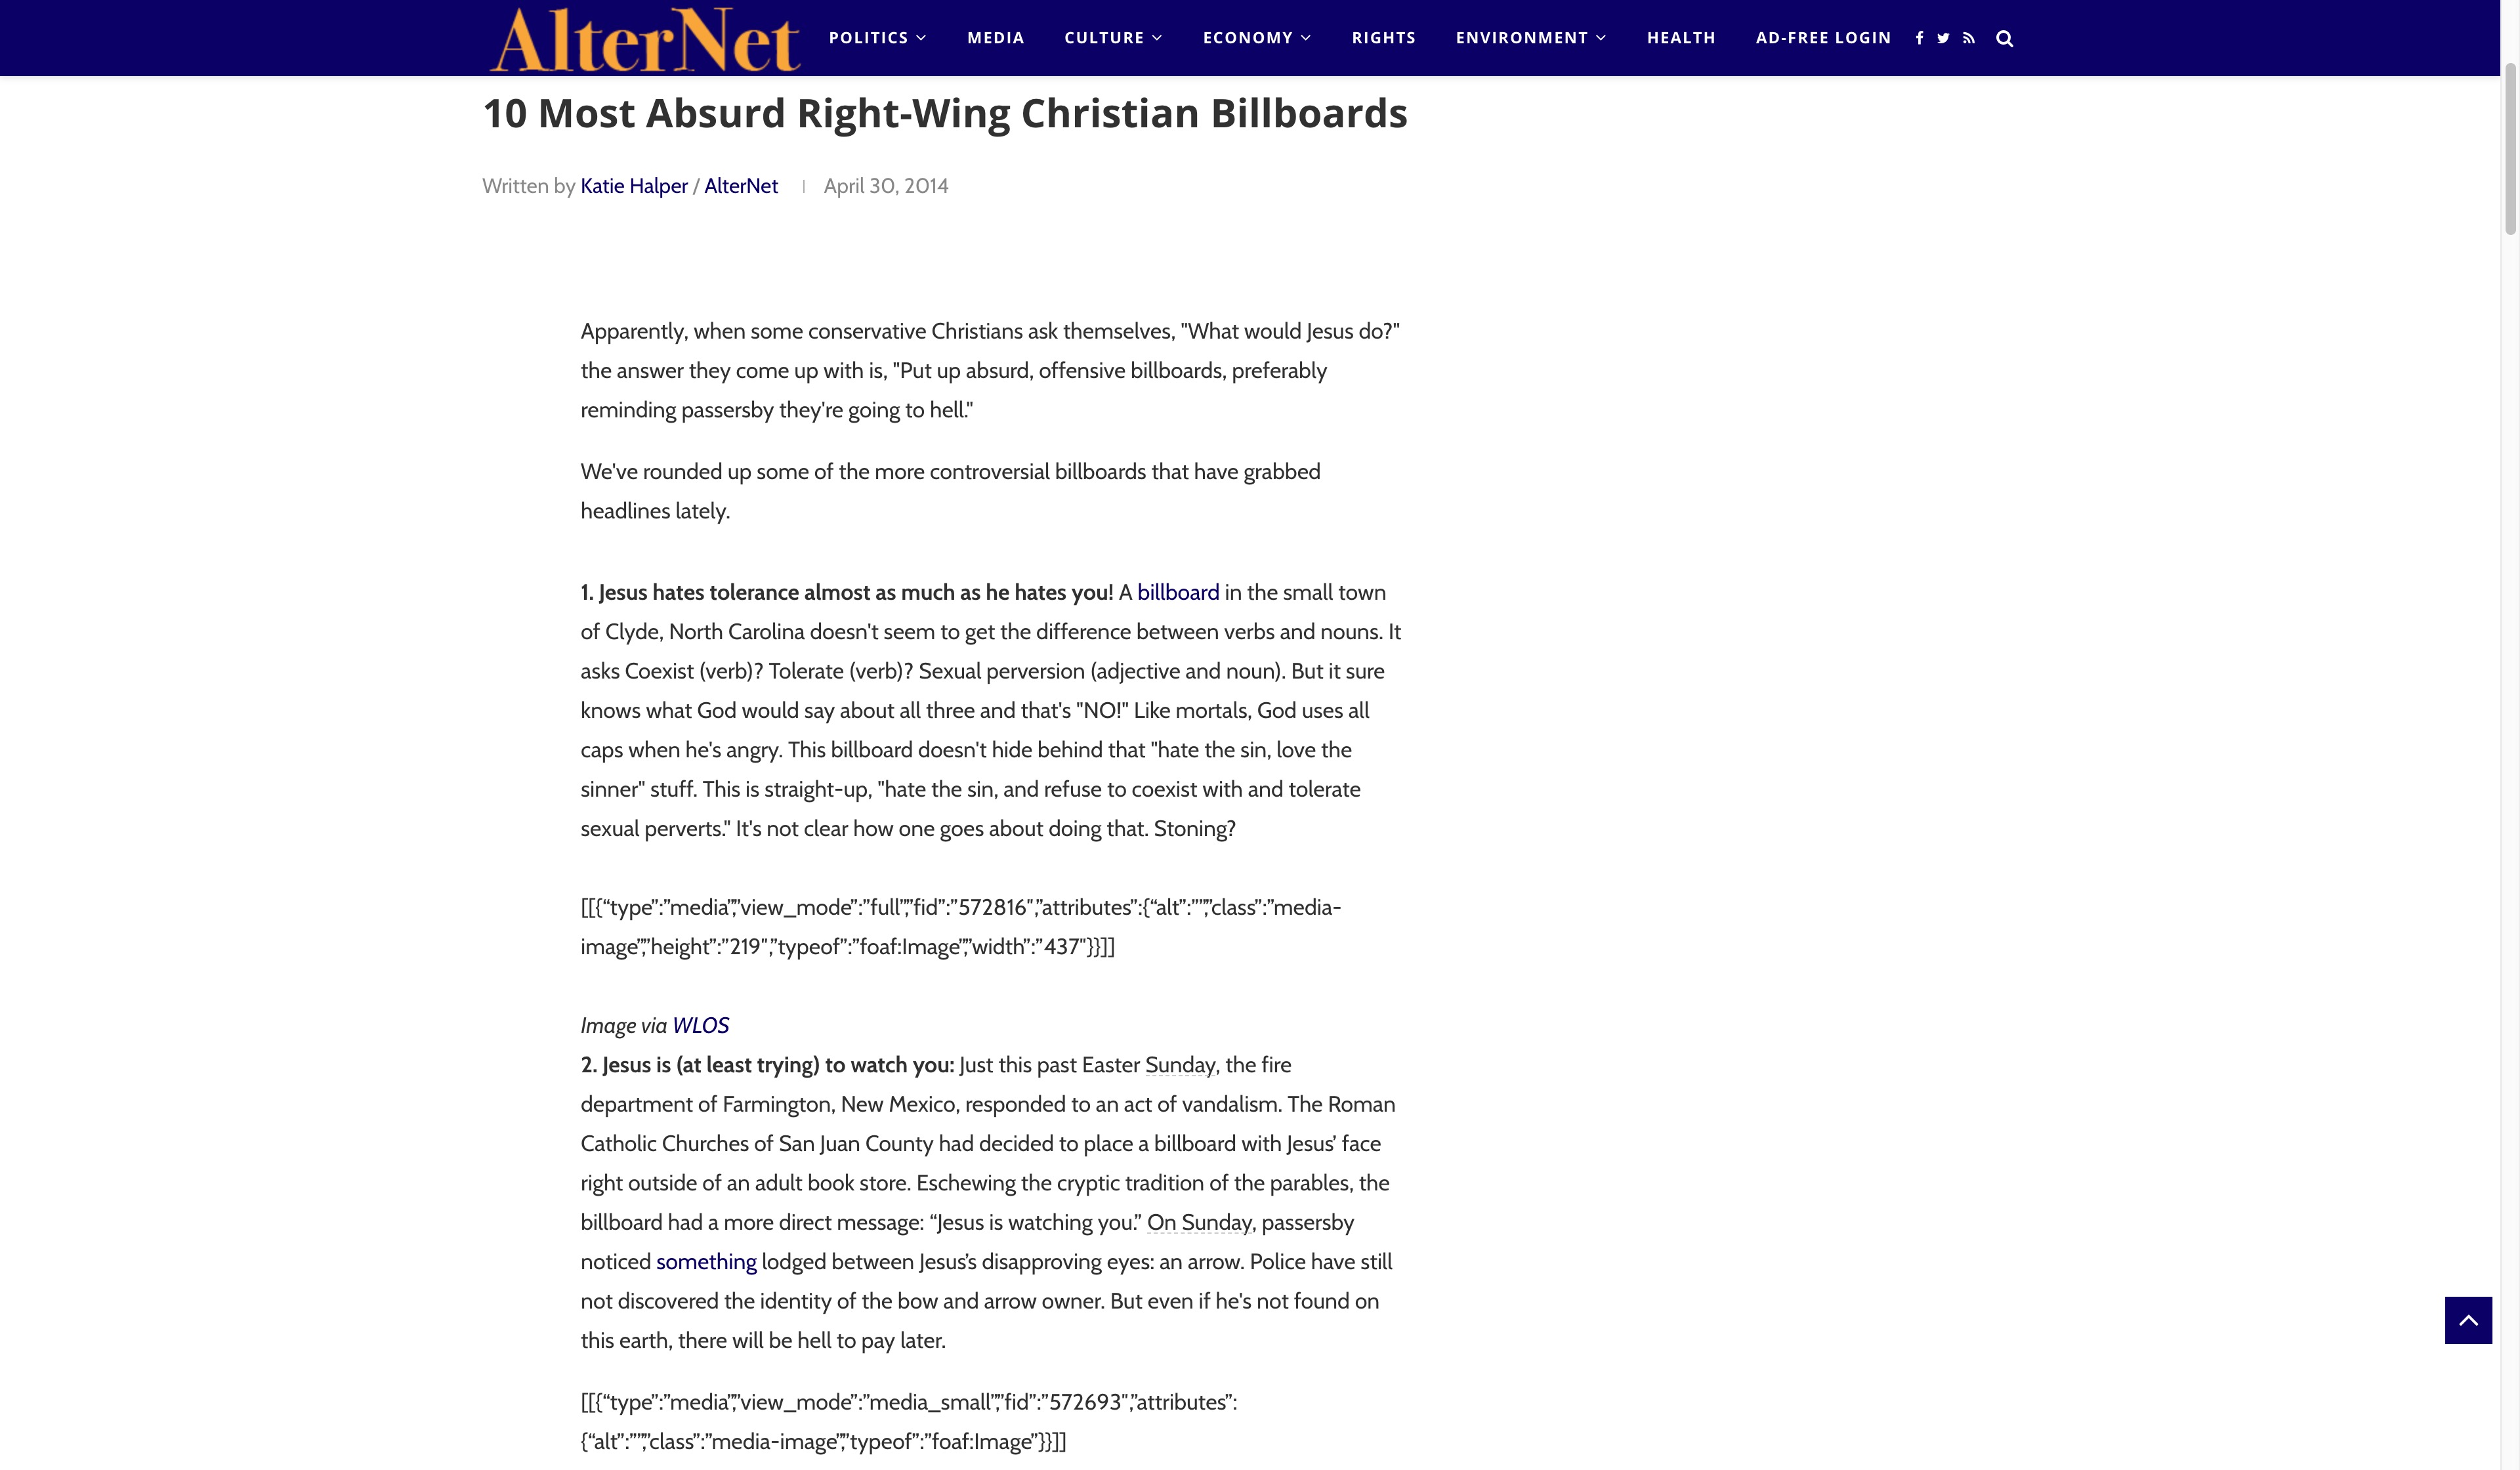 AlterNet POLITICS MEDIA CULTURE ECONOMY RIGHTS ENVIRONMENT HEALTH AD-FREE LOGIN
10 Most Absurd Right-Wing Christian Billboards
Written by Katie Halper / AlterNet | April 30, 2014
Apparently, when some conservative Christians ask themselves, "What would Jesus do?"
the answer they come up with is, "Put up absurd, offensive billboards, preferably
reminding passersby they're going to hell."
We've rounded up some of the more controversial billboards that have grabbed
headlines lately.
1. Jesus hates tolerance almost as much as he hates you! A billboard in the small town
of Clyde, North Carolina doesn't seem to get the difference between verbs and nouns. It
asks Coexist (verb)? Tolerate (verb)? Sexual perversion (adjective and noun). But it sure
knows what God would say about all three and that's "NO!" Like mortals, God uses all
caps when he's angry. This billboard doesn't hide behind that "hate the sin, love the
sinner" stuff. This is straight-up, "hate the sin, and refuse to coexist with and tolerate
sexual perverts." It's not clear how one goes about doing that. Stoning?
[[{“type”:”media”,”view_mode”:”full”,”fid”:”572816″,”attributes”:{“alt”:””,”class”:”media-
image”,”height”:”219″,”typeof”:”foaf:Image”,”width”:”437″}}]]
Image via WLOS
2. Jesus is (at least trying) to watch you: Just this past Easter Sunday, the fire
department of Farmington, New Mexico, responded to an act of vandalism. The Roman
Catholic Churches of San Juan County had decided to place a billboard with Jesus’ face
right outside of an adult book store. Eschewing the cryptic tradition of the parables, the
billboard had a more direct message: “Jesus is watching you.” On Sunday, passersby
noticed something lodged between Jesus’s disapproving eyes: an arrow. Police have still
not discovered the identity of the bow and arrow owner. But even if he's not found on
this earth, there will be hell to pay later.
[[{“type”:”media”,”view_mode”:”media_small”,”fid”:”572693″,”attributes”:
{“alt”:””,”class”:”media-image”,”typeof”:”foaf:Image”}}]]